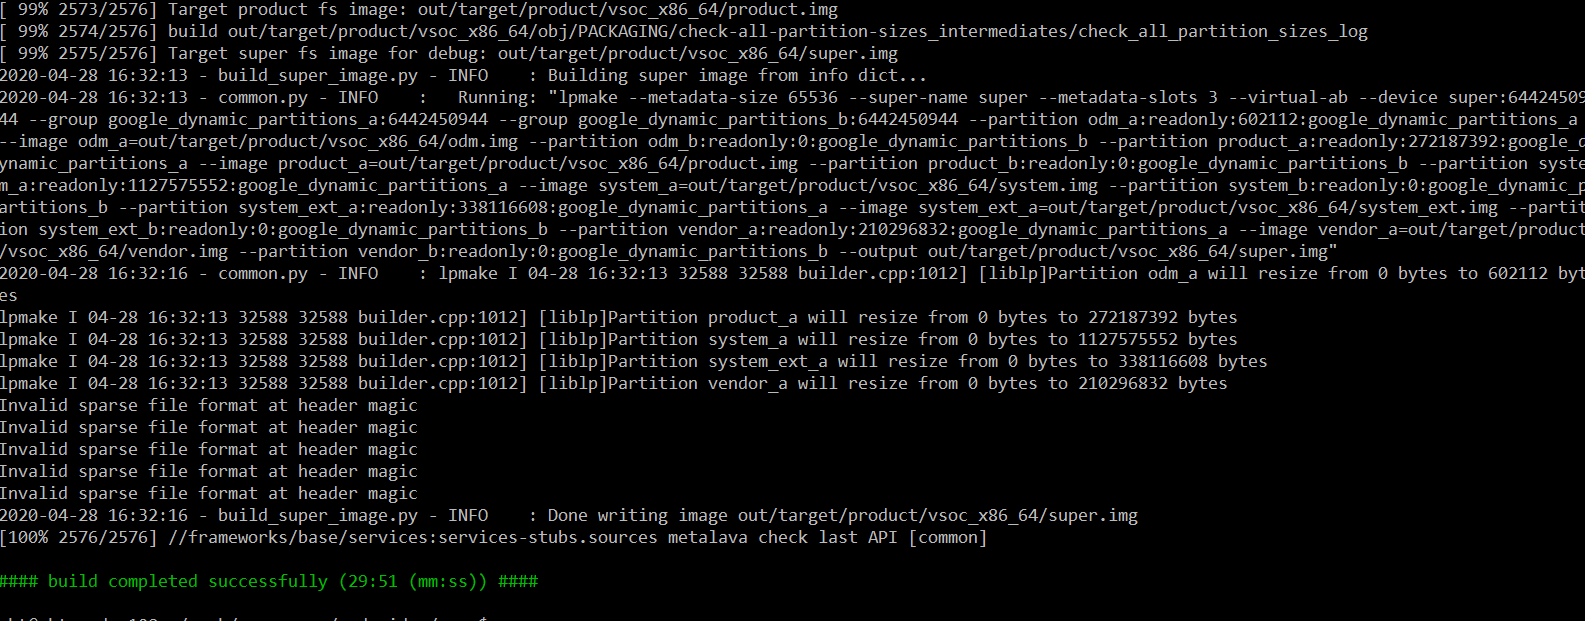 [ 99% 2573/2576] Target product fs image: out/target/product/vsoc_x86_64/product.img
[ 99% 2574/2576] build out/target/product/vsoc_x86_64/obj/PACKAGING/check-all-partition-sizes_intermediates/check_all_partition_sizes_log
[ 99% 2575/2576] Target super fs image for debug: out/target/product/vsoc_x86_64/super.img
2020-04-28 16:32:13 - build_super_image.py - INFO    : Building super image from info dict...
2020-04-28 16:32:13 - common.py - INFO    :   Running: "lpmake --metadata-size 65536 --super-name super --metadata-slots 3 --virtual-ab --device super:64424509
44 --group google_dynamic_partitions_a:6442450944 --group google_dynamic_partitions_b:6442450944 --partition odm_a:readonly:602112:google_dynamic_partitions_a
--image odm_a=out/target/product/vsoc_x86_64/odm.img --partition odm_b:readonly:0:google_dynamic_partitions_b --partition product_a:readonly:272187392:google_d
ynamic_partitions_a --image product_a=out/target/product/vsoc_x86_64/product.img --partition product_b:readonly:0:google_dynamic_partitions_b --partition syste
m_a:readonly:1127575552:google_dynamic_partitions_a --image system_a=out/target/product/vsoc_x86_64/system.img --partition system_b:readonly:0:google_dynamic_p
artitions_b --partition system_ext_a:readonly:338116608:google_dynamic_partitions_a --image system_ext_a=out/target/product/vsoc_x86_64/system_ext.img --partit
ion system_ext_b:readonly:0:google_dynamic_partitions_b --partition vendor_a:readonly:210296832:google_dynamic_partitions_a --image vendor_a=out/target/product
/vsoc_x86_64/vendor.img --partition vendor_b:readonly:0:google_dynamic_partitions_b --output out/target/product/vsoc_x86_64/super.img"
2020-04-28 16:32:16 - common.py - INFO    : lpmake I 04-28 16:32:13 32588 32588 builder.cpp:1012] [liblp]Partition odm_a will resize from 0 bytes to 602112 byt
es
lpmake I 04-28 16:32:13 32588 32588 builder.cpp:1012] [liblp]Partition product_a will resize from 0 bytes to 272187392 bytes
lpmake I 04-28 16:32:13 32588 32588 builder.cpp:1012] [liblp]Partition system_a will resize from 0 bytes to 1127575552 bytes
lpmake I 04-28 16:32:13 32588 32588 builder.cpp:1012] [liblp]Partition system_ext_a will resize from 0 bytes to 338116608 bytes
lpmake I 04-28 16:32:13 32588 32588 builder.cpp:1012] [liblp]Partition vendor_a will resize from 0 bytes to 210296832 bytes
Invalid sparse file format at header magic
Invalid sparse file format at header magic
Invalid sparse file format at header magic
Invalid sparse file format at header magic
Invalid sparse file format at header magic
2020-04-28 16:32:16 - build_super_image.py - INFO    : Done writing image out/target/product/vsoc_x86_64/super.img
[100% 2576/2576] //frameworks/base/services:services-stubs.sources metalava check last API [common]
#### build completed successfully (29:51 (mm:ss)) ####